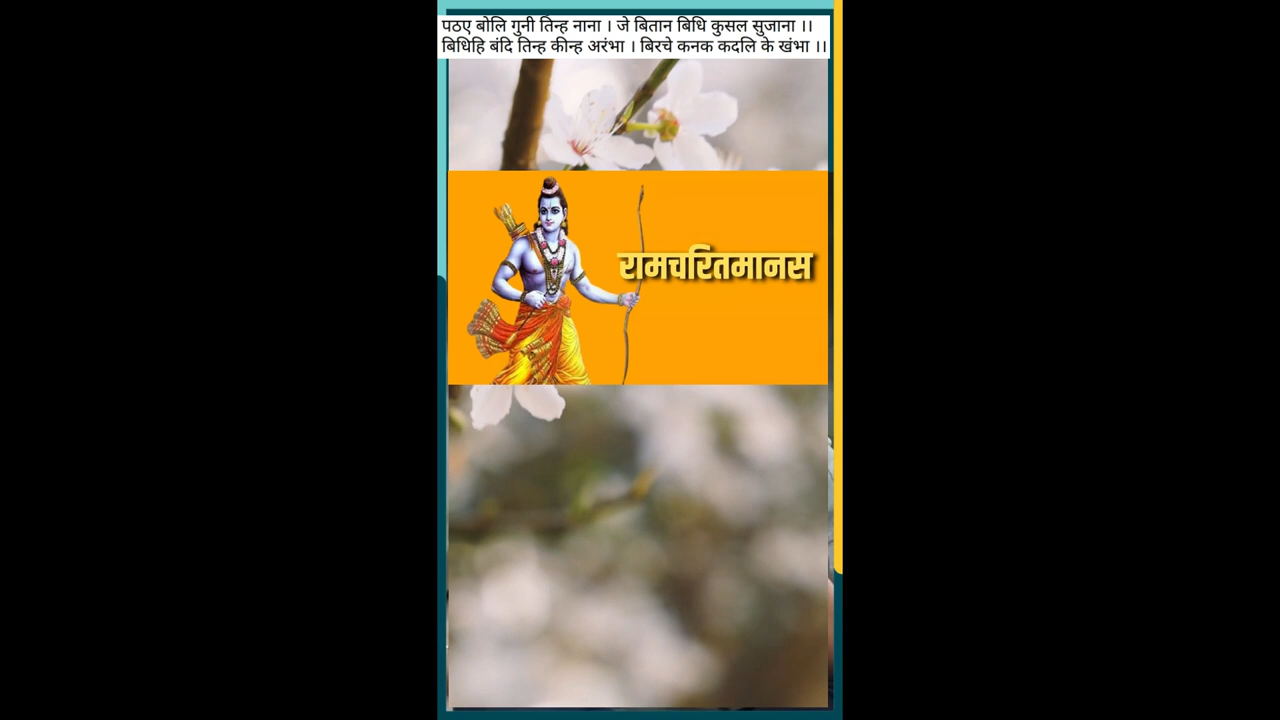 पठए बोलि गुनी तिन्ह नाना । जे बितान बिधि कुसल सुजाना ।।
बिधिहि बंदि तिन्ह कीन्ह अरंभा । बिरचे कनक कदलि के खंभा ।।
रामचरितमानस